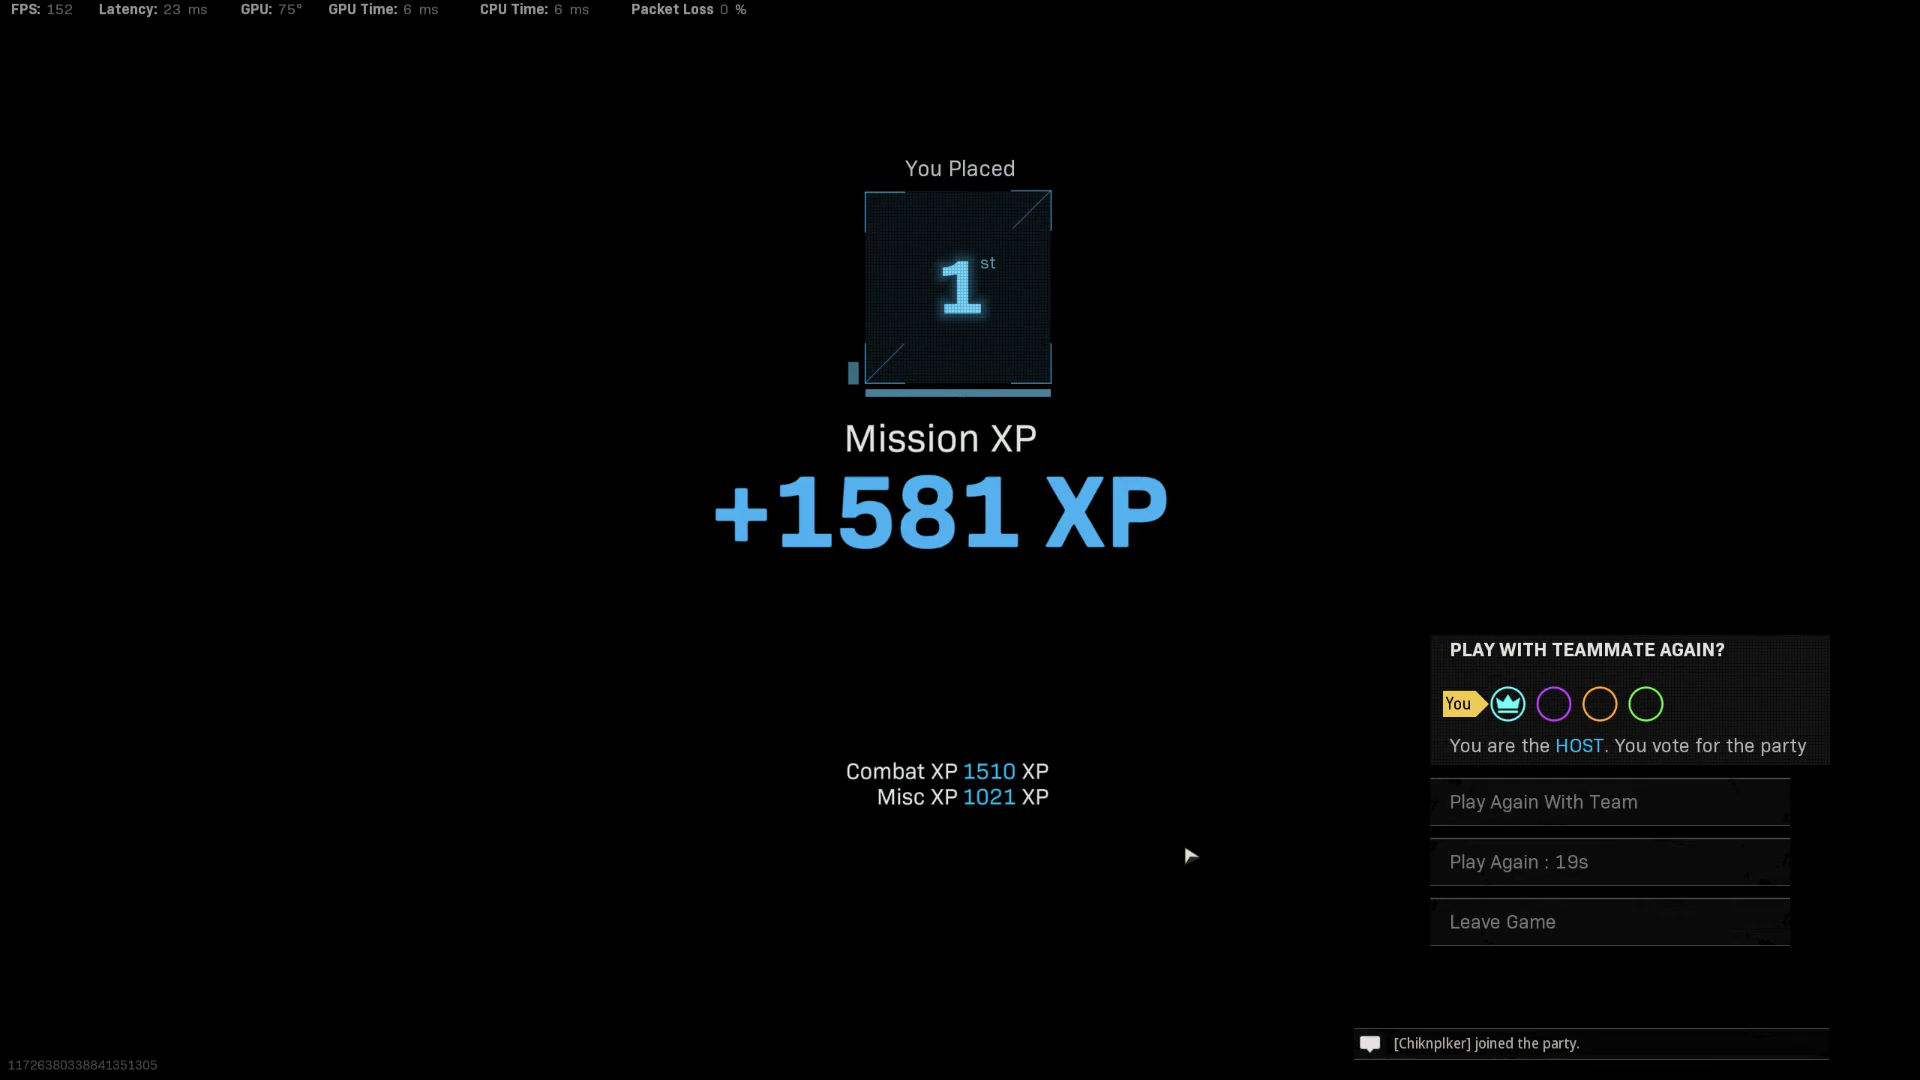 FPS: 152 Latency: 23 ms GPU: 75° GPU Time: 6 ms CPU Time: 6 ms Packet Loss 0 %
You Placed
1st
Mission XP
+1581 XP
Combat XP 1510 XP
Misc XP 1021 XP
PLAY WITH TEAMMATE AGAIN?
You
You are the HOST. You vote for the party
Play Again With Team
Play Again : 19s
Leave Game
[Chiknplker] joined the party.
11726380338841351305